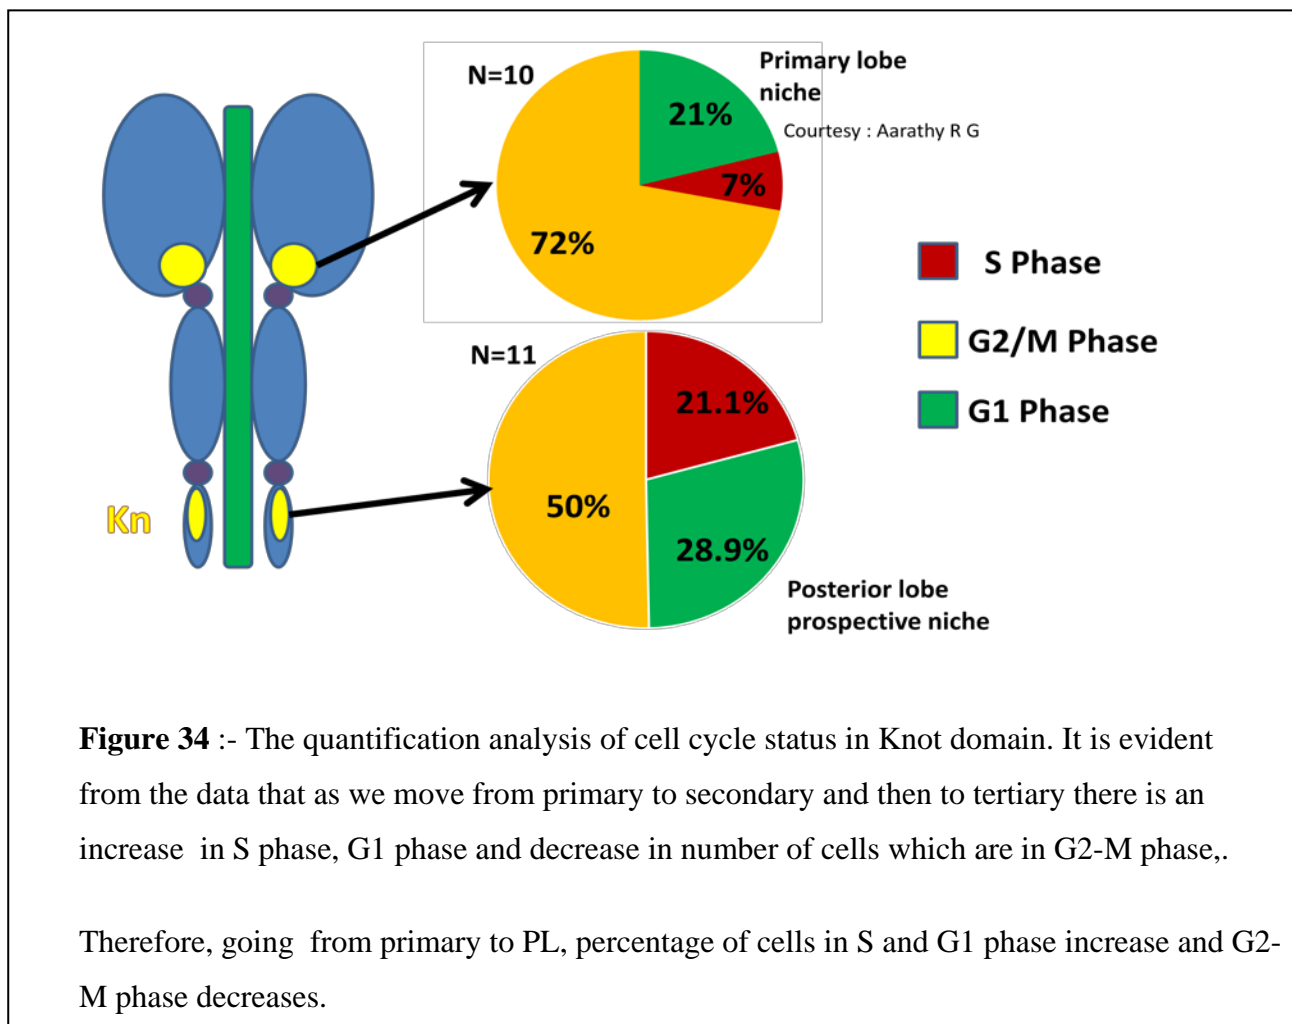 N=10
Primary lobe
niche
Courtesy : Aarathy R G
21%
7%
72%
S Phase
G2/M Phase
G1 Phase
N=11
21.1%
50%
28.9%
Kn
Posterior lobe
prospective niche
Figure 34 :- The quantification analysis of cell cycle status in Knot domain. It is evident
from the data that as we move from primary to secondary and then to tertiary there is an
increase in S phase, G1 phase and decrease in number of cells which are in G2-M phase,.
Therefore, going from primary to PL, percentage of cells in S and G1 phase increase and G2-
M phase decreases.